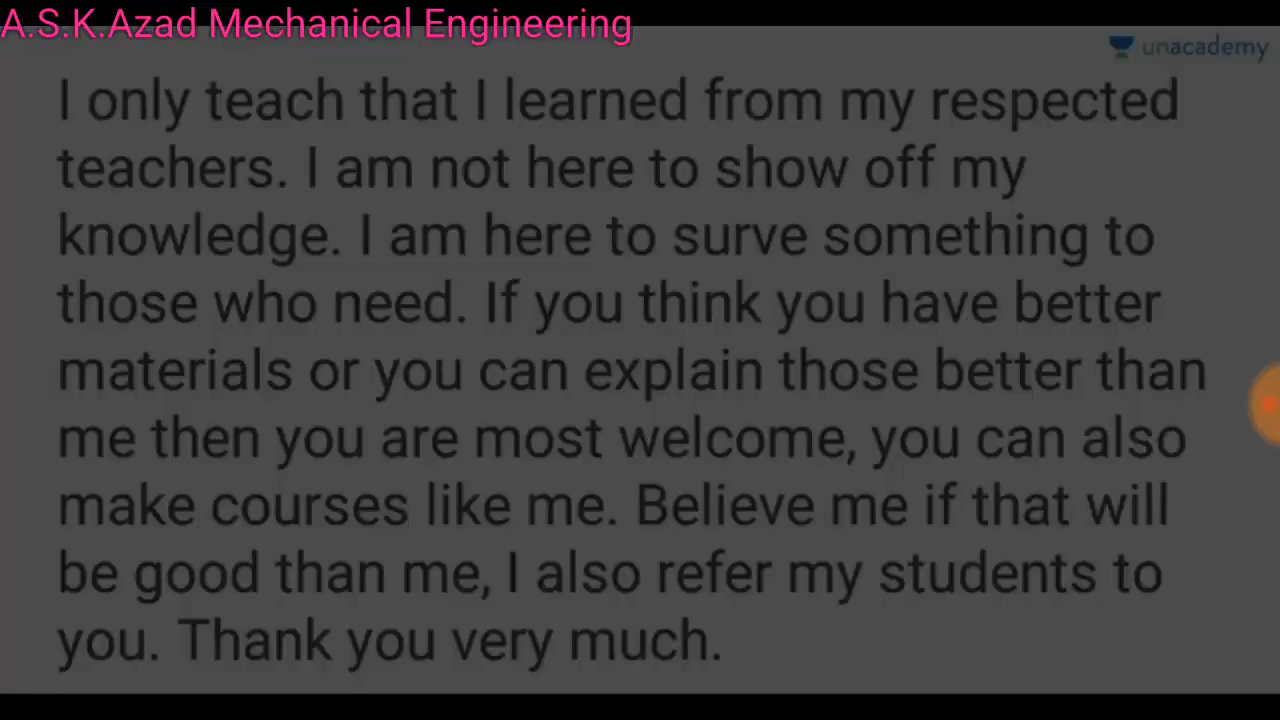 A.S.K.Azad Mechanical Engineering
unacademy
I only teach that I learned from my respected
teachers. I am not here to show off my
knowledge. I am here to surve something to
those who need. If you think you have better
materials or you can explain those better than
me then you are most welcome, you can also
make courses like me. Believe me if that will
be good than me, I also refer my students to
you. Thank you very much.